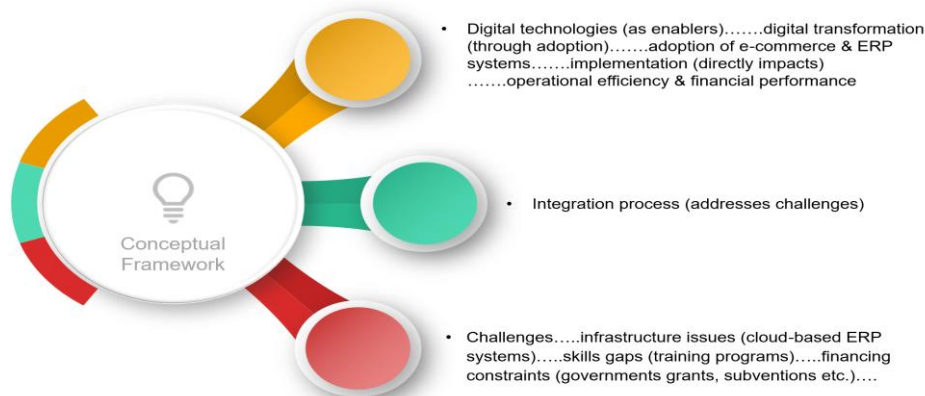 • Digital technologies (as enablers)…….digital transformation
(through adoption)…….adoption of e-commerce & ERP
systems…….implementation (directly impacts)
…….operational efficiency & financial performance
• Integration process (addresses challenges)
Conceptual
Framework
• Challenges…..infrastructure issues (cloud-based ERP
systems)…..skills gaps (training programs)…..financing
constraints (governments grants, subventions etc.)….